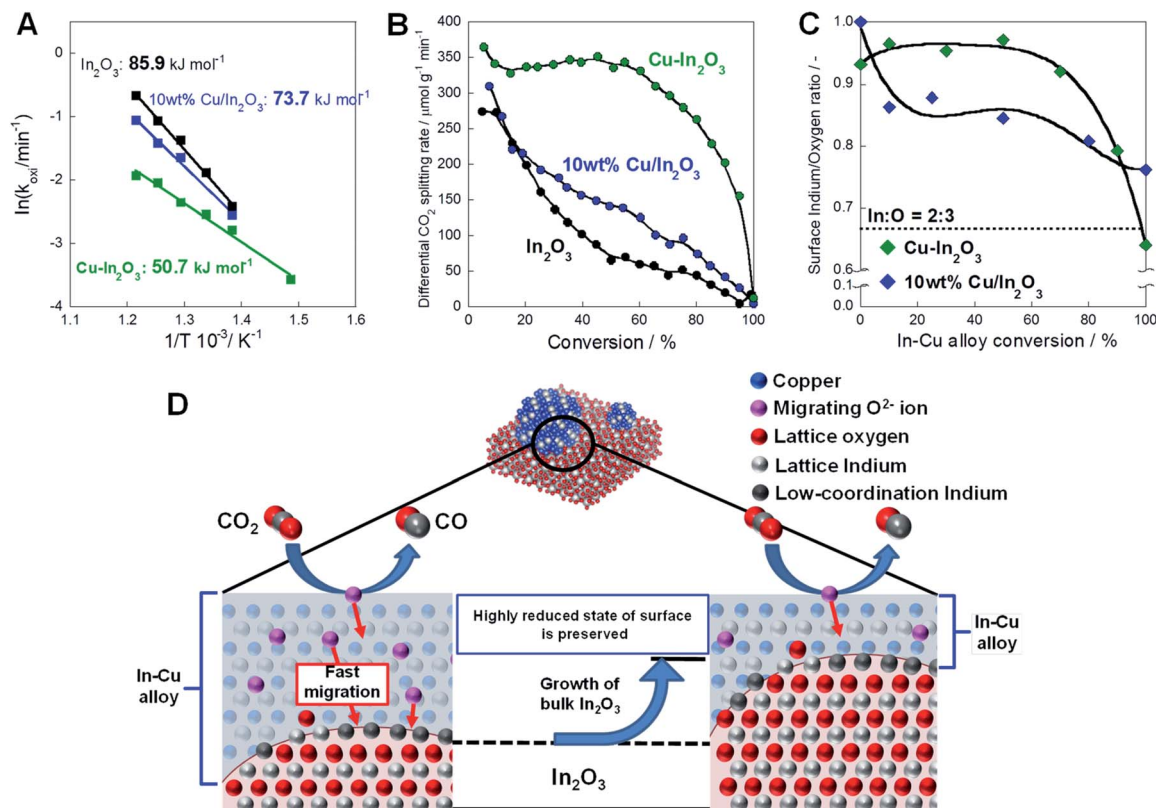 A
ln(k_oxi/min⁻¹)
0
-1
-2
-3
-4
In₂O₃: 85.9 kJ mol⁻¹
10wt% Cu/In₂O₃: 73.7 kJ mol⁻¹
Cu-In₂O₃: 50.7 kJ mol⁻¹
1.1 1.2 1.3 1.4 1.5 1.6
1/T 10⁻³/ K⁻¹
B
Differential CO₂ splitting rate / μmol g⁻¹ min⁻¹
400
350
300
250
200
150
100
50
0
Cu-In₂O₃
10wt% Cu/In₂O₃
In₂O₃
0 20 40 60 80 100
Conversion / %
C
Surface Indium/Oxygen ratio / -
1.0
0.9
0.8
0.7
0.6
0.1
0.0
In:O = 2:3
Cu-In₂O₃
10wt% Cu/In₂O₃
0 20 40 60 80 100
In-Cu alloy conversion / %
D
Copper
Migrating O²⁻ ion
Lattice oxygen
Lattice Indium
Low-coordination Indium
CO₂
CO
In-Cu
alloy
Fast
migration
Highly reduced state of surface
is preserved
Growth of
bulk In₂O₃
In₂O₃
In-Cu
alloy